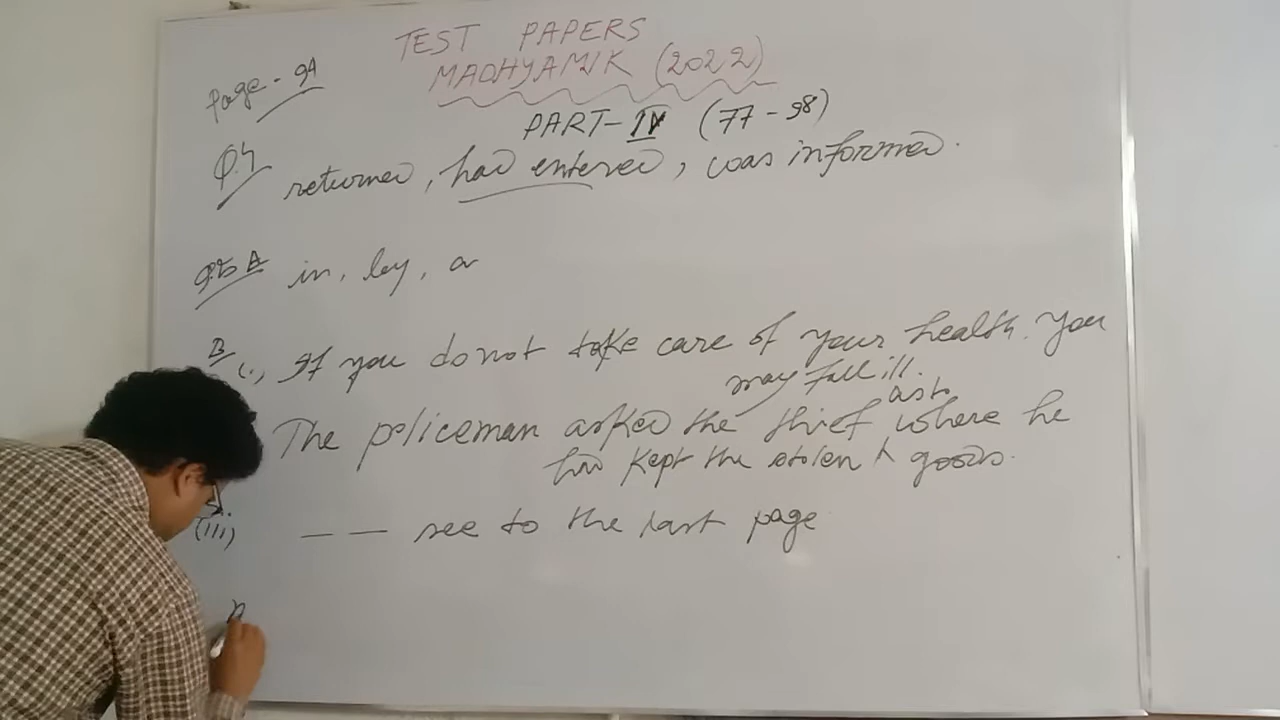 TEST PAPERS
MADHYAMIK (2022)
Page - 94
PART-IV (77 - 98)
Q.4 returned, had entered, was informed.
Q.5 A in, by, a
B (i) If you do not take care of your health. You
may fall ill.
The policeman asked the thief where he
had kept the stolen goods.
(iii) — — see to the last page